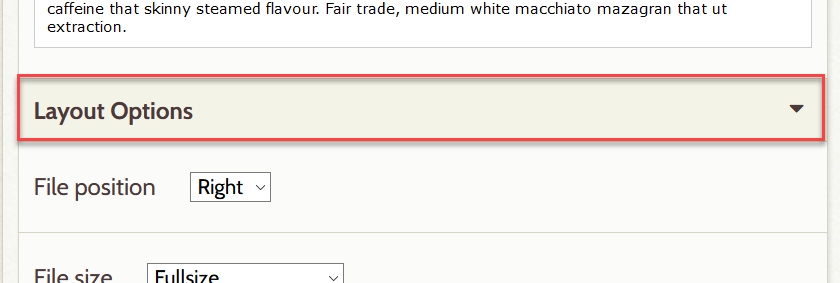 caffeine that skinny steamed flavour. Fair trade, medium white macchiato mazagran that ut
extraction.
Layout Options
File position Right
File size Fullsize